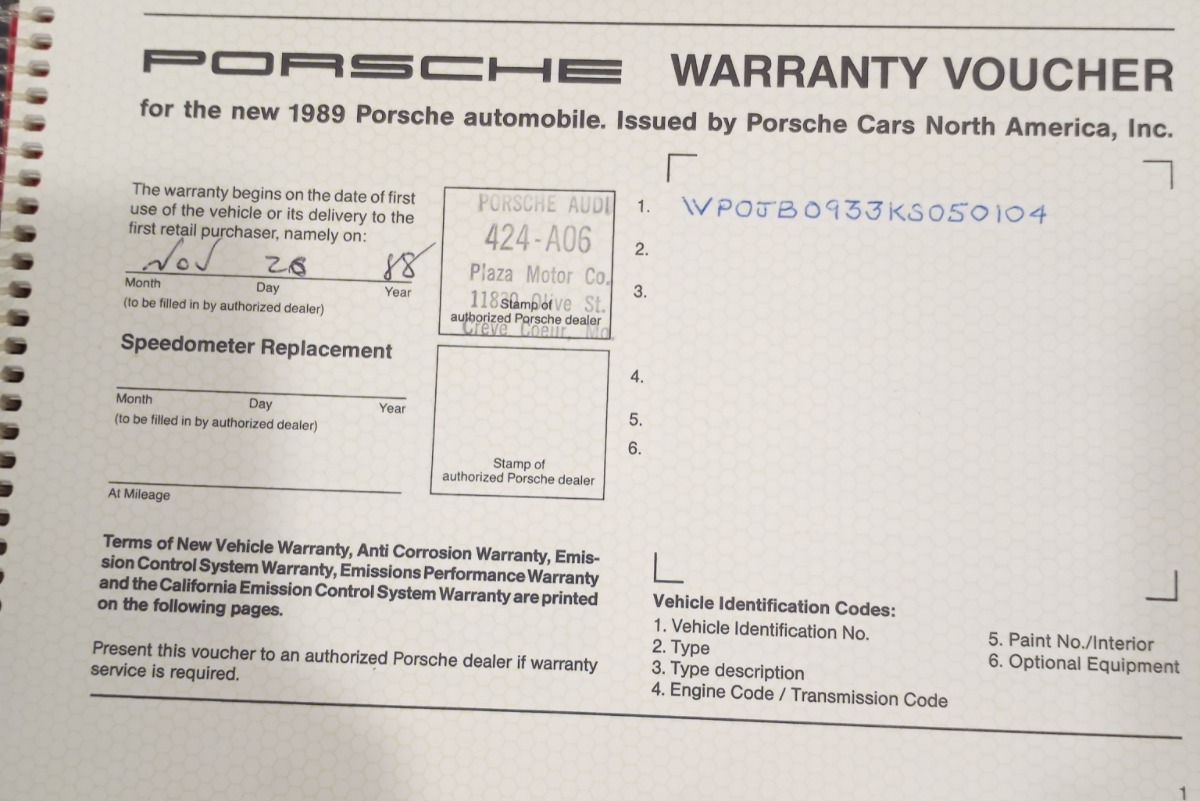 PORSCHE WARRANTY VOUCHER
for the new 1989 Porsche automobile. Issued by Porsche Cars North America, Inc.
The warranty begins on the date of first
use of the vehicle or its delivery to the
first retail purchaser, namely on:
Nov 28 88
Month Day Year
(to be filled in by authorized dealer)
PORSCHE AUDI
424-A06
Plaza Motor Co.
Olive St.
Stamp of
authorized Porsche dealer
Creve Coeur, Mo.
Speedometer Replacement
Month Day Year
(to be filled in by authorized dealer)
At Mileage
Stamp of
authorized Porsche dealer
1. WP0JB0933KS050104
2.
3.
4.
5.
6.
Terms of New Vehicle Warranty, Anti Corrosion Warranty, Emis-
sion Control System Warranty, Emissions Performance Warranty
and the California Emission Control System Warranty are printed
on the following pages.
Present this voucher to an authorized Porsche dealer if warranty
service is required.
Vehicle Identification Codes:
1. Vehicle Identification No.
2. Type
3. Type description
4. Engine Code / Transmission Code
5. Paint No./Interior
6. Optional Equipment
1